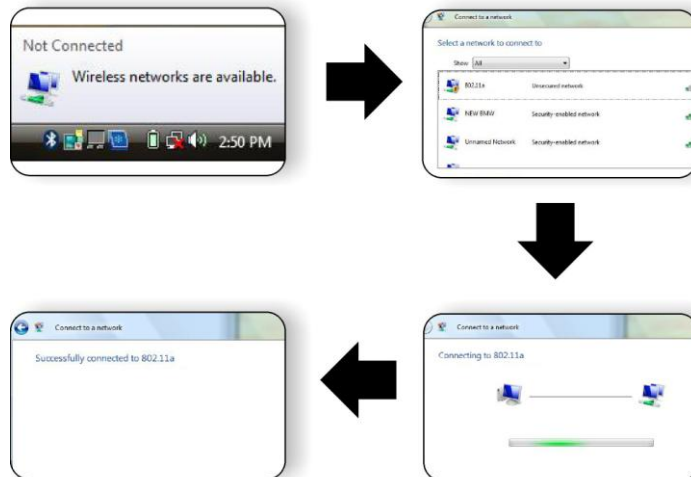 Not Connected
Wireless networks are available.
2:50 PM
Connect to a network
Select a network to connect to
Show All
802.11a Unsecured network
NEW BMW Security-enabled network
Unnamed Network Security-enabled network
Connect to a network
Connecting to 802.11a
Connect to a network
Successfully connected to 802.11a